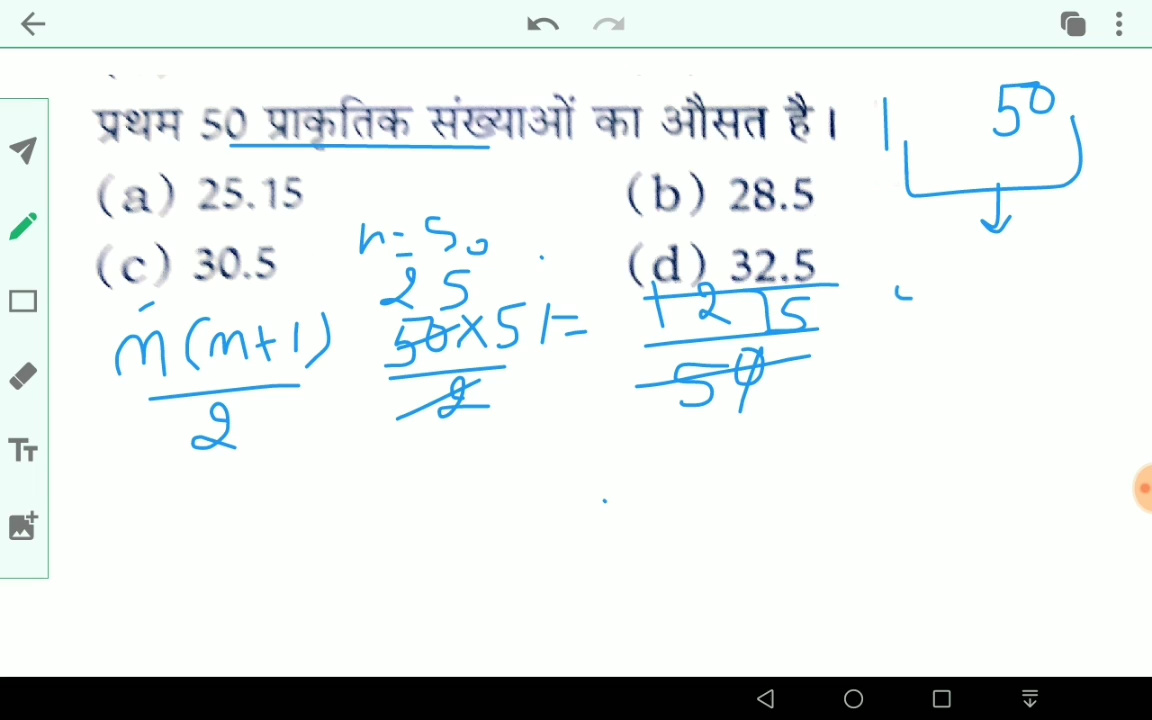 प्रथम 50 प्राकृतिक संख्याओं का औसत है। 1 50
(a) 25.15 (b) 28.5
(c) 30.5 (d) 32.5
n = 50
25
n(n+1) 50×51= 1275
2 2 50
Tт